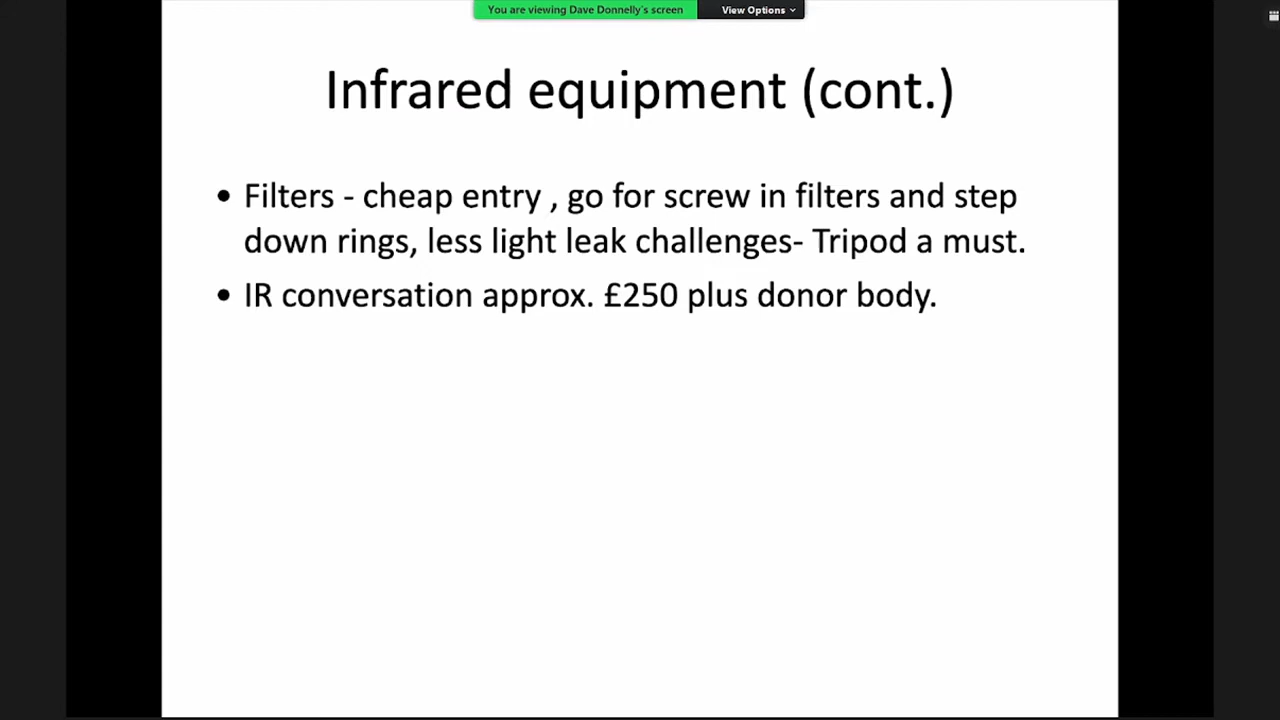 You are viewing Dave Donnelly's screen
View Options
Infrared equipment (cont.)
• Filters - cheap entry , go for screw in filters and step
down rings, less light leak challenges- Tripod a must.
• IR conversation approx. £250 plus donor body.